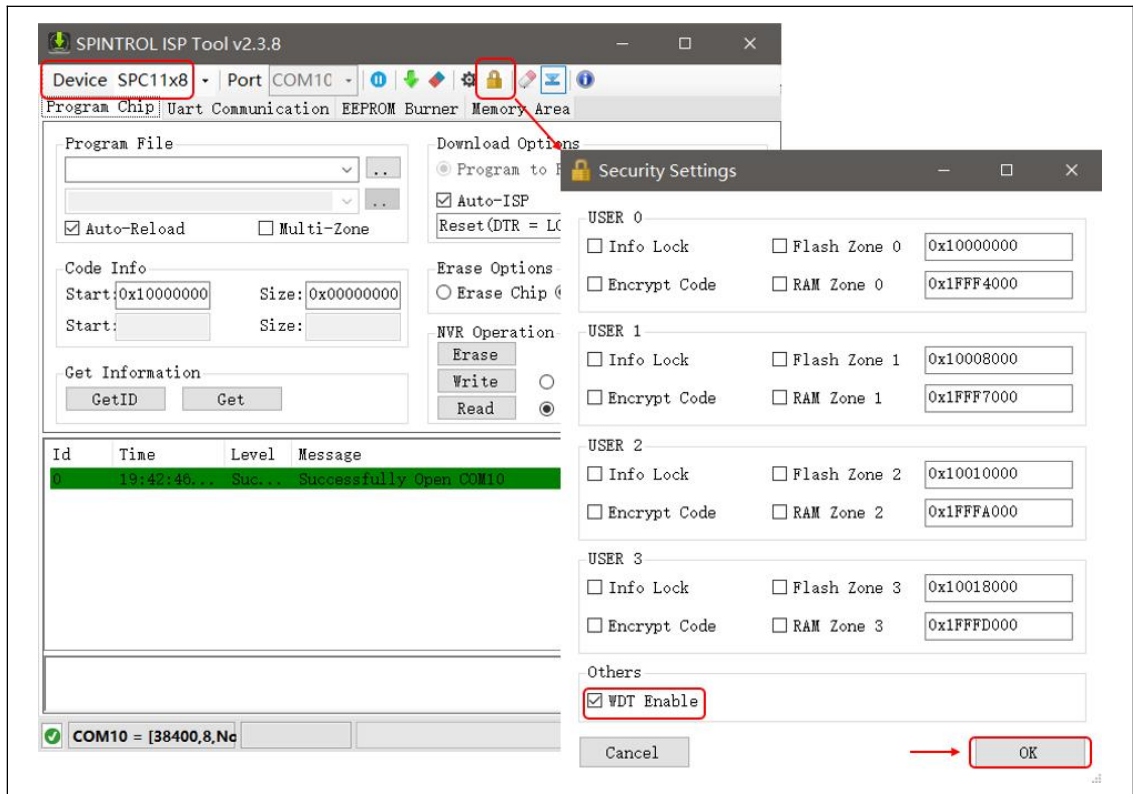 SPINTROL ISP Tool v2.3.8
Device SPC11x8 Port COM10
Program Chip Uart Communication EEPROM Burner Memory Area
Program File
..
..
Auto-Reload Multi-Zone
Download Options
Program to
Auto-ISP
Reset(DTR =
Code Info
Start: 0x10000000 Size: 0x00000000
Start: Size:
Erase Options
Erase Chip
Get Information
GetID Get
NVR Operation
Erase
Write
Read
Id Time Level Message
0 19:42:46... Suc... Successfully Open COM10
COM10 = [38400,8,No
Security Settings
USER 0
Info Lock Flash Zone 0 0x10000000
Encrypt Code RAM Zone 0 0x1FFF4000
USER 1
Info Lock Flash Zone 1 0x10008000
Encrypt Code RAM Zone 1 0x1FFF7000
USER 2
Info Lock Flash Zone 2 0x10010000
Encrypt Code RAM Zone 2 0x1FFFA000
USER 3
Info Lock Flash Zone 3 0x10018000
Encrypt Code RAM Zone 3 0x1FFFD000
Others
WDT Enable
Cancel OK